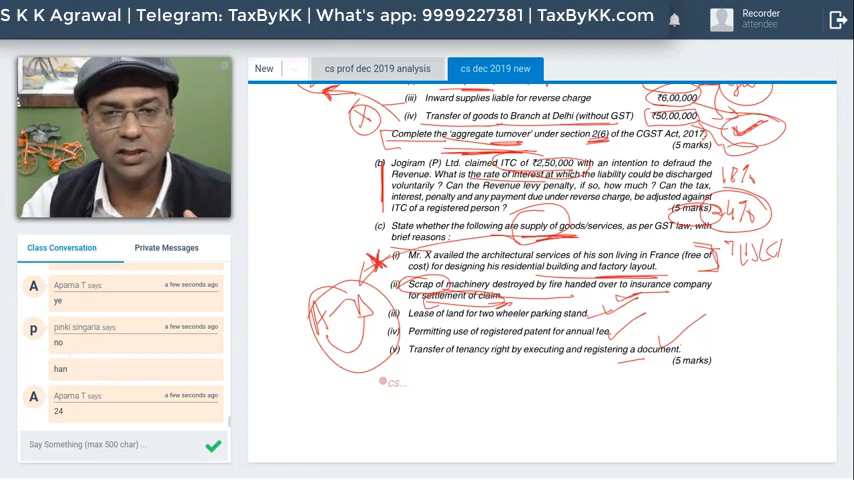 S K K Agrawal | Telegram: TaxByKK | What's app: 9999227381 | TaxByKK.com
Recorder
attendee
New
cs prof dec 2019 analysis
cs dec 2019 new
(iii) Inward supplies liable for reverse charge ₹6,00,000
(iv) Transfer of goods to Branch at Delhi (without GST) ₹50,00,000
Complete the 'aggregate turnover' under section 2(6) of the CGST Act, 2017.
(5 marks)
(b) Jogiram (P) Ltd. claimed ITC of ₹2,50,000 with an intention to defraud the
Revenue. What is the rate of interest at which the liability could be discharged
voluntarily ? Can the Revenue levy penalty, if so, how much ? Can the tax,
interest, penalty and any payment due under reverse charge, be adjusted against
ITC of a registered person ?
(5 marks)
18%
24%
(c) State whether the following are supply of goods/services, as per GST law, with
brief reasons :
(i) Mr. X availed the architectural services of his son living in France (free of
cost) for designing his residential building and factory layout.
(ii) Scrap of machinery destroyed by fire handed over to insurance company
for settlement of claim.
(iii) Lease of land for two wheeler parking stand.
(iv) Permitting use of registered patent for annual fee.
(v) Transfer of tenancy right by executing and registering a document.
(5 marks)
cs...
Class Conversation
Private Messages
A
Aparna T says:
a few seconds ago
ye
p
pinki singaria says:
a few seconds ago
no
han
A
Aparna T says:
a few seconds ago
24
Say Something (max 500 char) ...